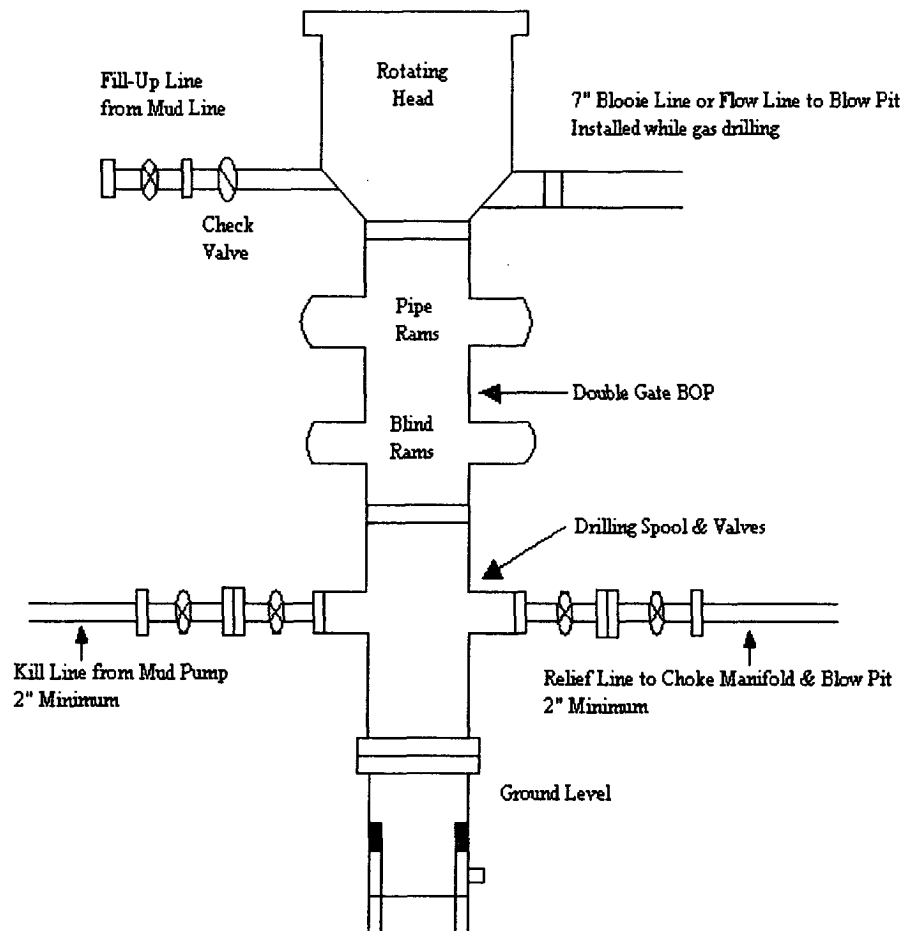 Rotating
Head
Fill-Up Line
from Mud Line
7" Blooie Line or Flow Line to Blow Pit
Installed while gas drilling
Check
Valve
Pipe
Rams
Double Gate BOP
Blind
Rams
Drilling Spool & Valves
Kill Line from Mud Pump
2" Minimum
Relief Line to Choke Manifold & Blow Pit
2" Minimum
Ground Level